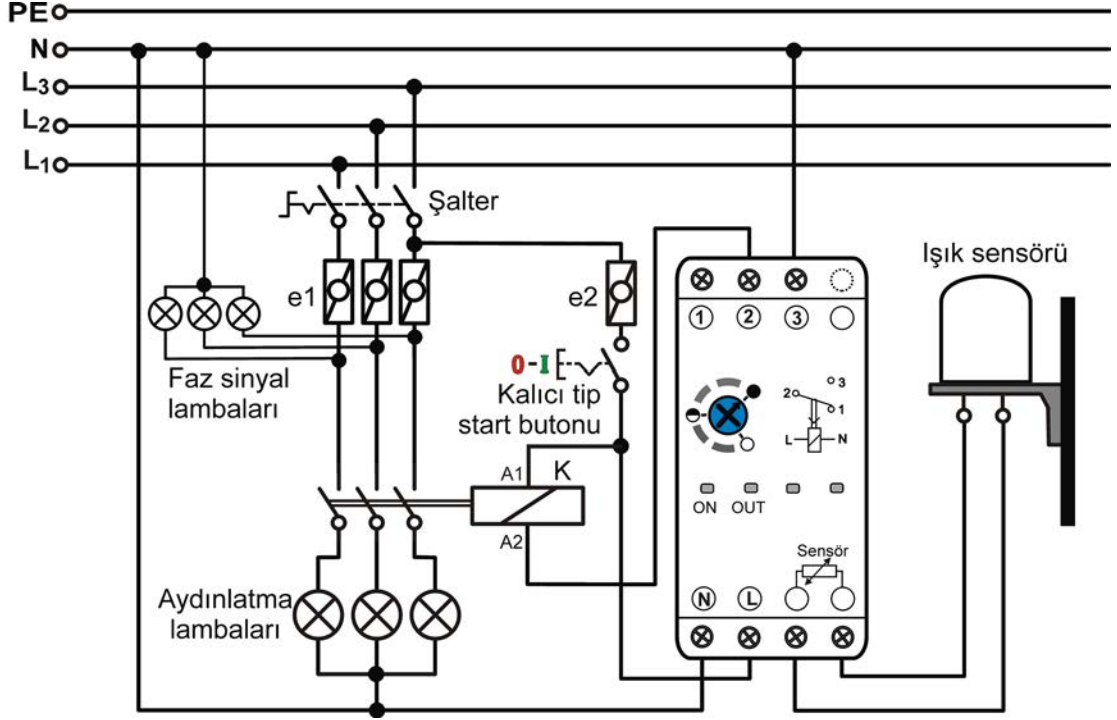 PE
N
L3
L2
L1
Şalter
Işık sensörü
e1
e2
1 2 3
0-I
Faz sinyal
lambaları
Kalıcı tip
start butonu
3
2
1
L N
A1 K
ON OUT
A2
Sensör
Aydınlatma
lambaları
N L